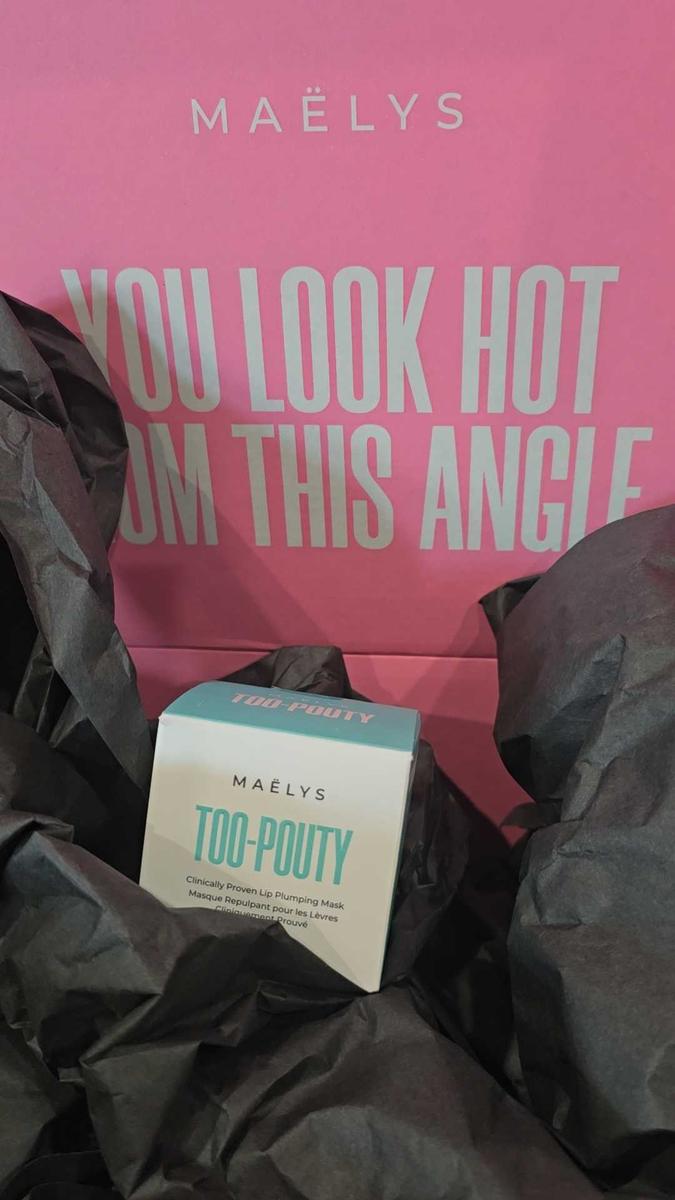 MAËLYS
YOU LOOK HOT
OM THIS ANGLE
TOO-POUTY
MAËLYS
TOO-POUTY
Clinically Proven Lip Plumping Mask
Masque Repulpant pour les Lèvres
Cliniquement Prouvé